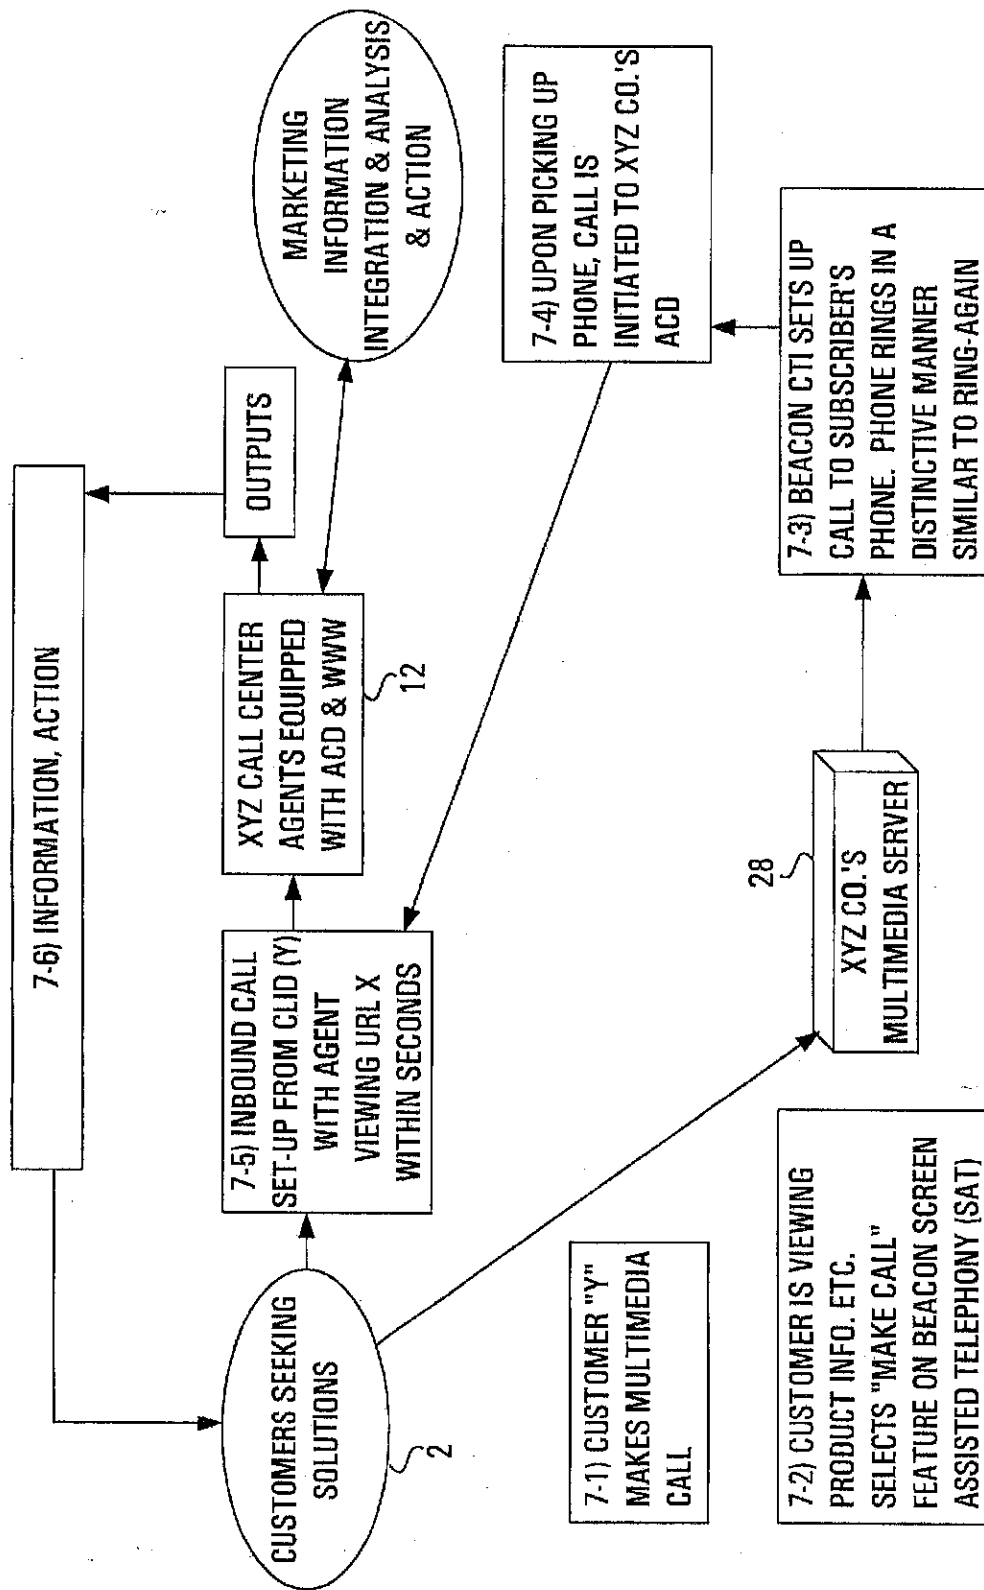 7-6) INFORMATION, ACTION
CUSTOMERS SEEKING
SOLUTIONS
2
7-5) INBOUND CALL
SET-UP FROM CLID (Y)
WITH AGENT
VIEWING URL X
WITHIN SECONDS
XYZ CALL CENTER
AGENTS EQUIPPED
WITH ACD & WWW
12
OUTPUTS
MARKETING
INFORMATION
INTEGRATION & ANALYSIS
& ACTION
7-1) CUSTOMER "Y"
MAKES MULTIMEDIA
CALL
7-4) UPON PICKING UP
PHONE, CALL IS
INITIATED TO XYZ CO.'S
ACD
7-2) CUSTOMER IS VIEWING
PRODUCT INFO. ETC.
SELECTS "MAKE CALL"
FEATURE ON BEACON SCREEN
ASSISTED TELEPHONY (SAT)
28
XYZ CO.'S
MULTIMEDIA SERVER
7-3) BEACON CTI SETS UP
CALL TO SUBSCRIBER'S
PHONE. PHONE RINGS IN A
DISTINCTIVE MANNER
SIMILAR TO RING-AGAIN